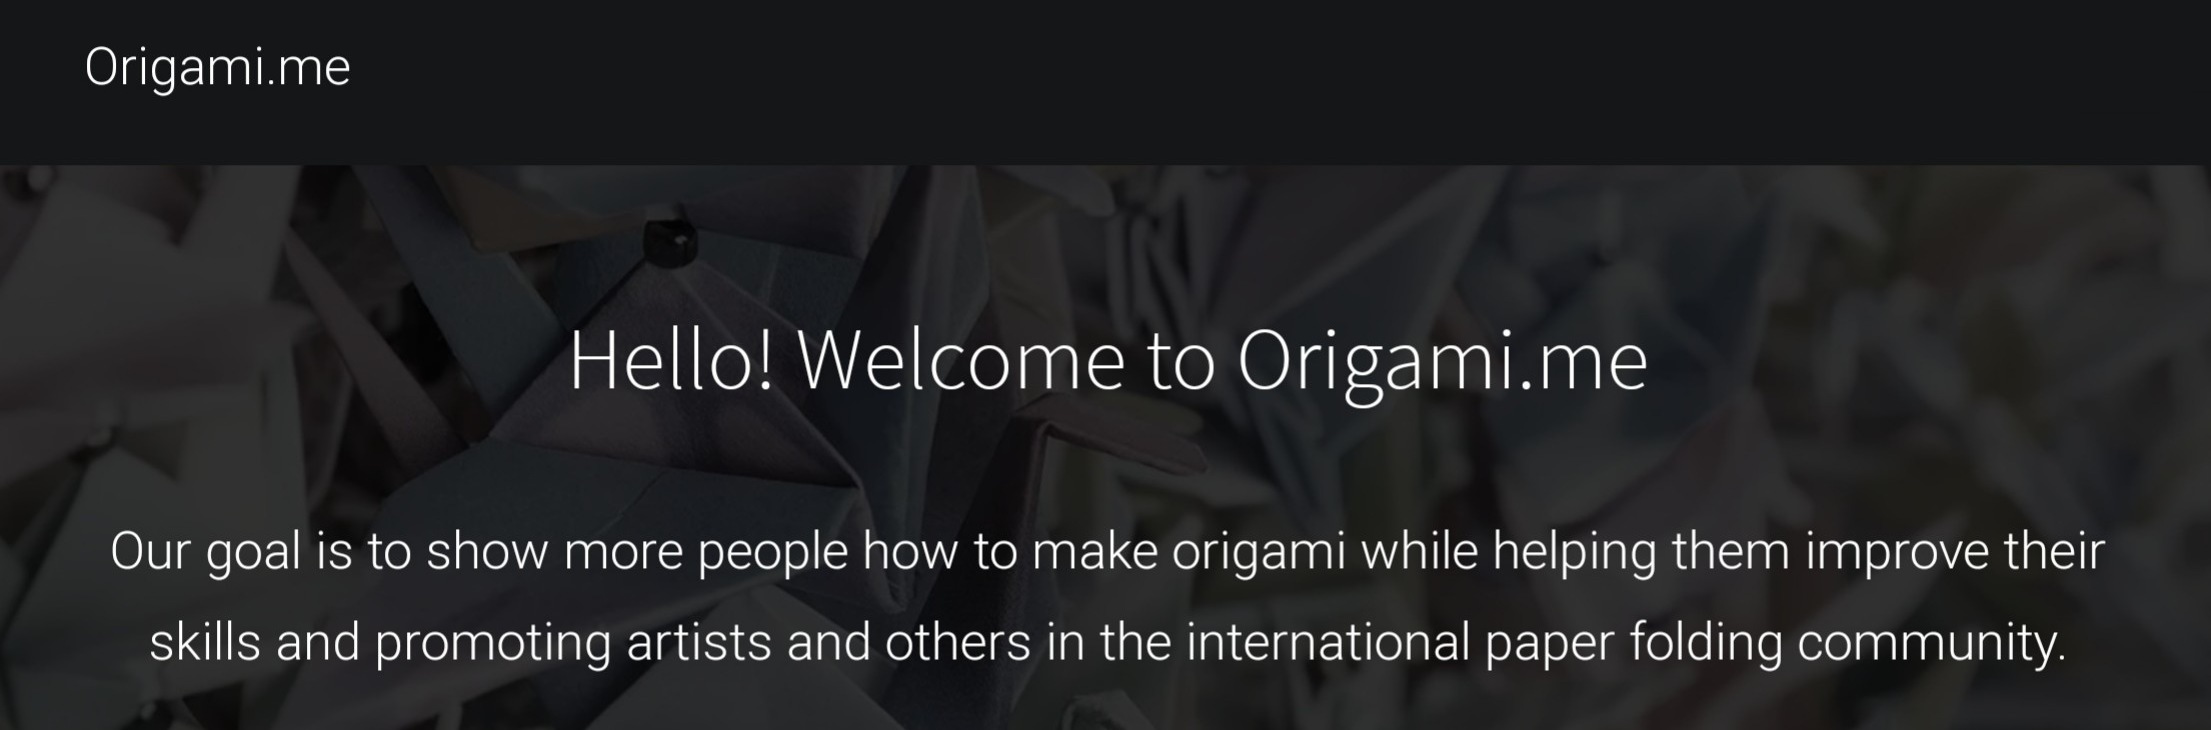 Origami.me
Hello! Welcome to Origami.me
Our goal is to show more people how to make origami while helping them improve their
skills and promoting artists and others in the international paper folding community.